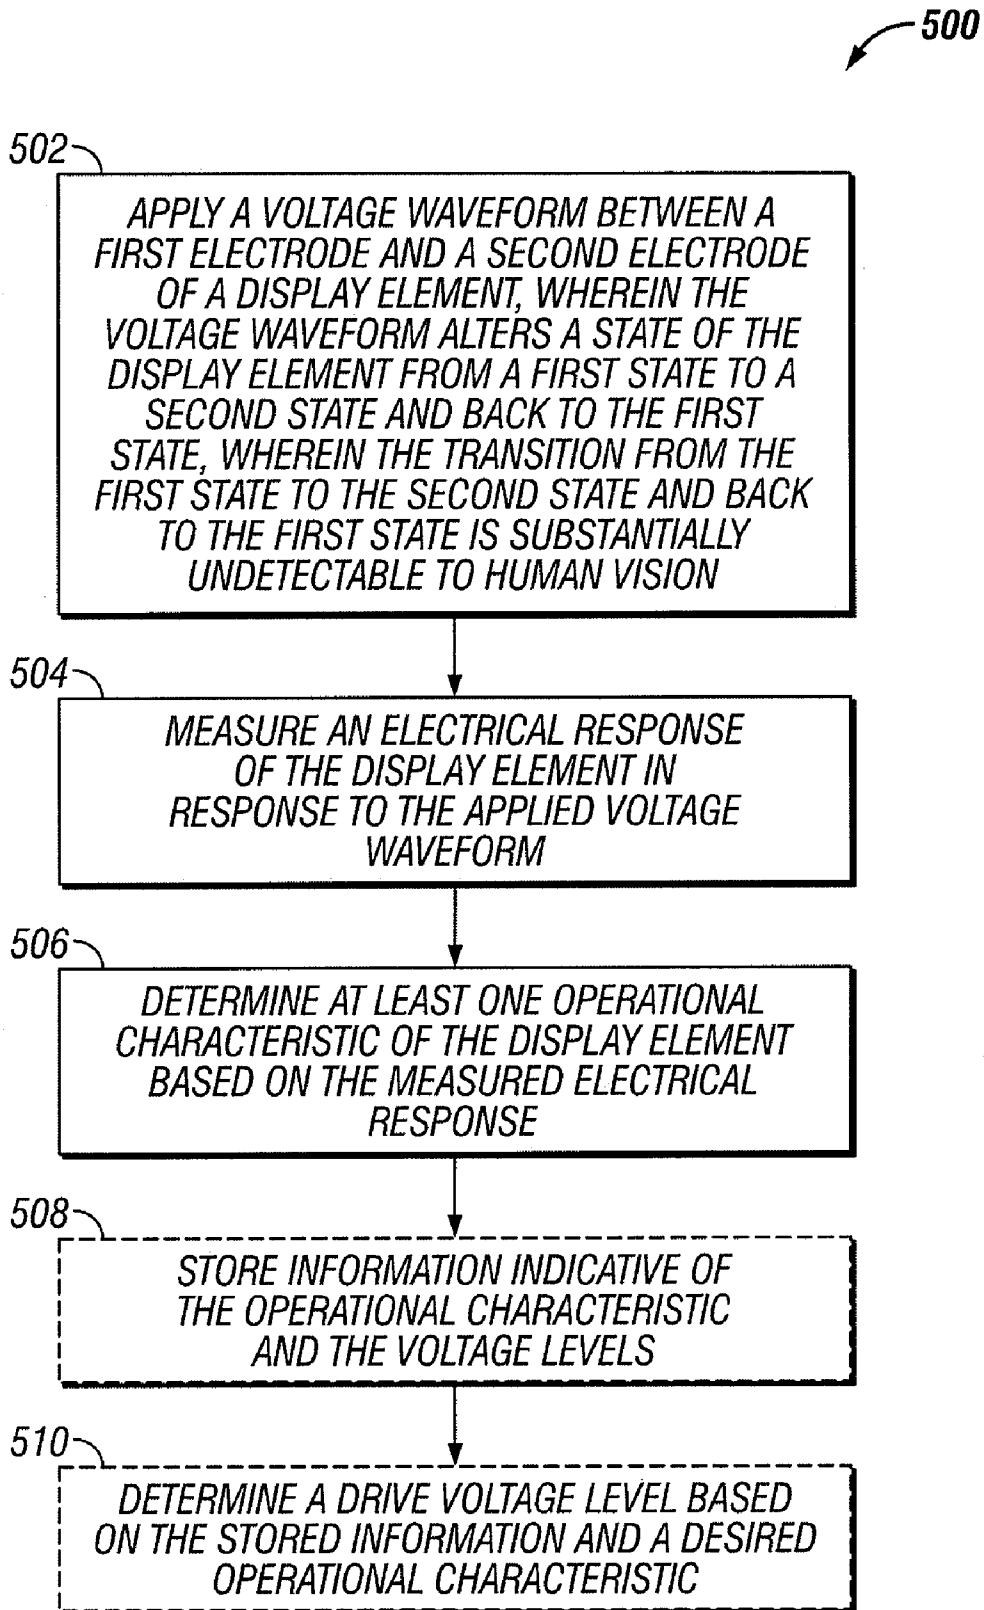 500
502
APPLY A VOLTAGE WAVEFORM BETWEEN A
FIRST ELECTRODE AND A SECOND ELECTRODE
OF A DISPLAY ELEMENT, WHEREIN THE
VOLTAGE WAVEFORM ALTERS A STATE OF THE
DISPLAY ELEMENT FROM A FIRST STATE TO A
SECOND STATE AND BACK TO THE FIRST
STATE, WHEREIN THE TRANSITION FROM THE
FIRST STATE TO THE SECOND STATE AND BACK
TO THE FIRST STATE IS SUBSTANTIALLY
UNDETECTABLE TO HUMAN VISION
504
MEASURE AN ELECTRICAL RESPONSE
OF THE DISPLAY ELEMENT IN
RESPONSE TO THE APPLIED VOLTAGE
WAVEFORM
506
DETERMINE AT LEAST ONE OPERATIONAL
CHARACTERISTIC OF THE DISPLAY ELEMENT
BASED ON THE MEASURED ELECTRICAL
RESPONSE
508
STORE INFORMATION INDICATIVE OF
THE OPERATIONAL CHARACTERISTIC
AND THE VOLTAGE LEVELS
510
DETERMINE A DRIVE VOLTAGE LEVEL BASED
ON THE STORED INFORMATION AND A DESIRED
OPERATIONAL CHARACTERISTIC